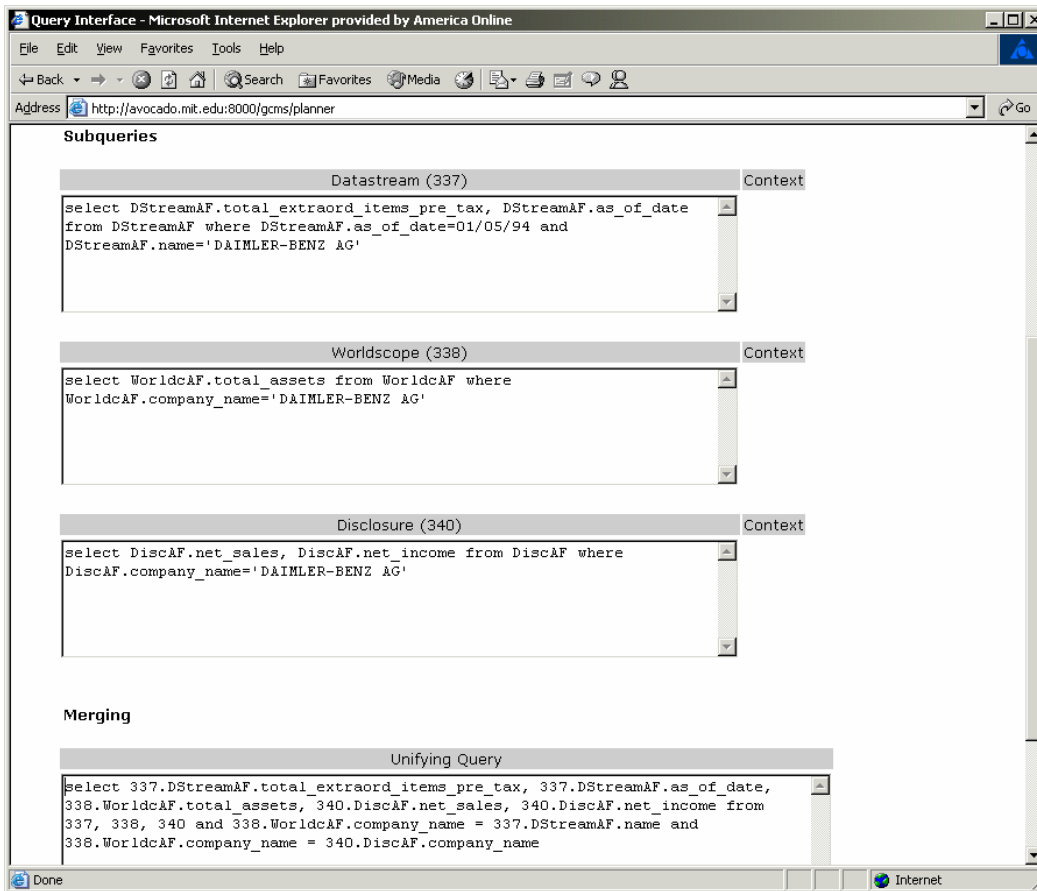 Query Interface - Microsoft Internet Explorer provided by America Online
File Edit View Favorites Tools Help
Back Search Favorites Media
Address http://avocado.mit.edu:8000/gcms/planner Go
Subqueries
Datastream (337) Context
select DStreamAF.total_extraord_items_pre_tax, DStreamAF.as_of_date
from DStreamAF where DStreamAF.as_of_date=01/05/94 and
DStreamAF.name='DAIMLER-BENZ AG'
Worldscope (338) Context
select WorldcAF.total_assets from WorldcAF where
WorldcAF.company_name='DAIMLER-BENZ AG'
Disclosure (340) Context
select DiscAF.net_sales, DiscAF.net_income from DiscAF where
DiscAF.company_name='DAIMLER-BENZ AG'
Merging
Unifying Query
select 337.DStreamAF.total_extraord_items_pre_tax, 337.DStreamAF.as_of_date,
338.WorldcAF.total_assets, 340.DiscAF.net_sales, 340.DiscAF.net_income from
337, 338, 340 and 338.WorldcAF.company_name = 337.DStreamAF.name and
338.WorldcAF.company_name = 340.DiscAF.company_name
Done Internet